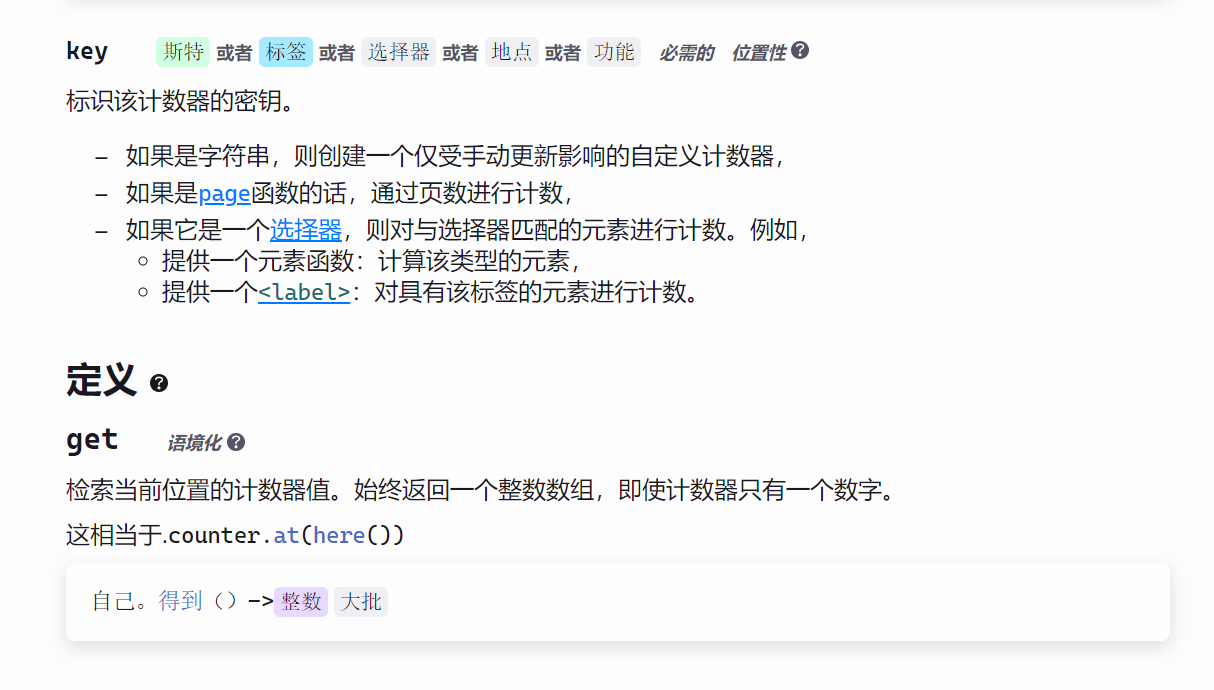 key 斯特 或者 标签 或者 选择器 或者 地点 或者 功能 必需的 位置性 ?
标识该计数器的密钥。
– 如果是字符串，则创建一个仅受手动更新影响的自定义计数器，
– 如果是page函数的话，通过页数进行计数，
– 如果它是一个选择器，则对与选择器匹配的元素进行计数。例如，
○ 提供一个元素函数：计算该类型的元素，
○ 提供一个<label>：对具有该标签的元素进行计数。
定义 ?
get 语境化 ?
检索当前位置的计数器值。始终返回一个整数数组，即使计数器只有一个数字。
这相当于.counter.at(here())
自己。得到（）->整数 大批